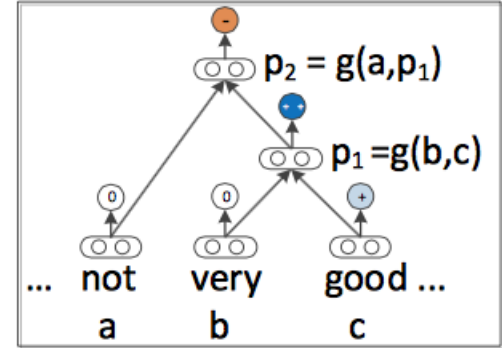 -
p₂ = g(a,p₁)
+ +
p₁ =g(b,c)
0 0 +
... not very good ...
a b c